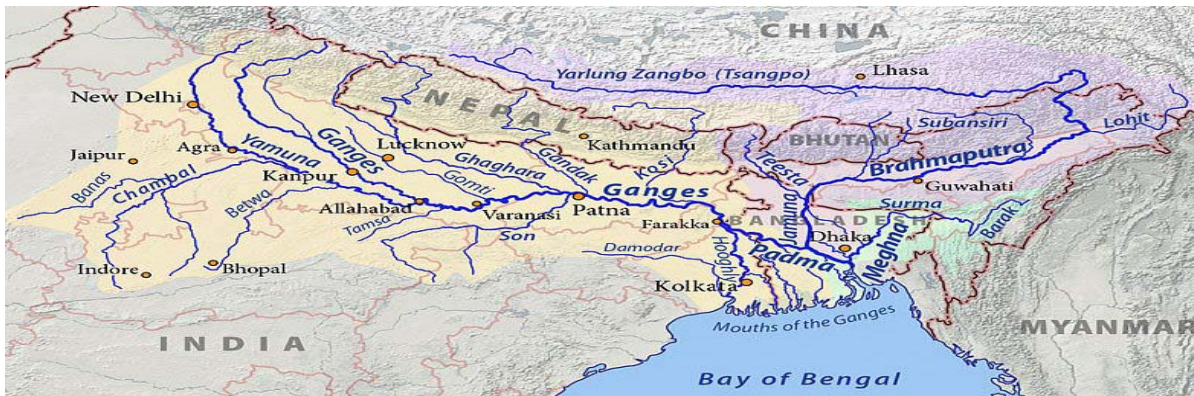 CHINA
Yarlung Zangbo (Tsangpo)
Lhasa
New Delhi
NEPAL
Subansiri
Lohit
BHUTAN
Jaipur
Agra
Yamuna
Ganges
Lucknow
Ghaghara
Gandak
Kathmandu
Kosi
Teesta
Brahmaputra
Guwahati
Banas
Chambal
Kanpur
Gomti
Ganges
Surma
Betwa
Allahabad
Varanasi
Patna
Farakka
BANGLADESH
Jamuna
Barak
Tamsa
Son
Damodar
Hooghly
Padma
Dhaka
Meghna
Indore
Bhopal
Kolkata
Mouths of the Ganges
INDIA
MYANMAR
Bay of Bengal